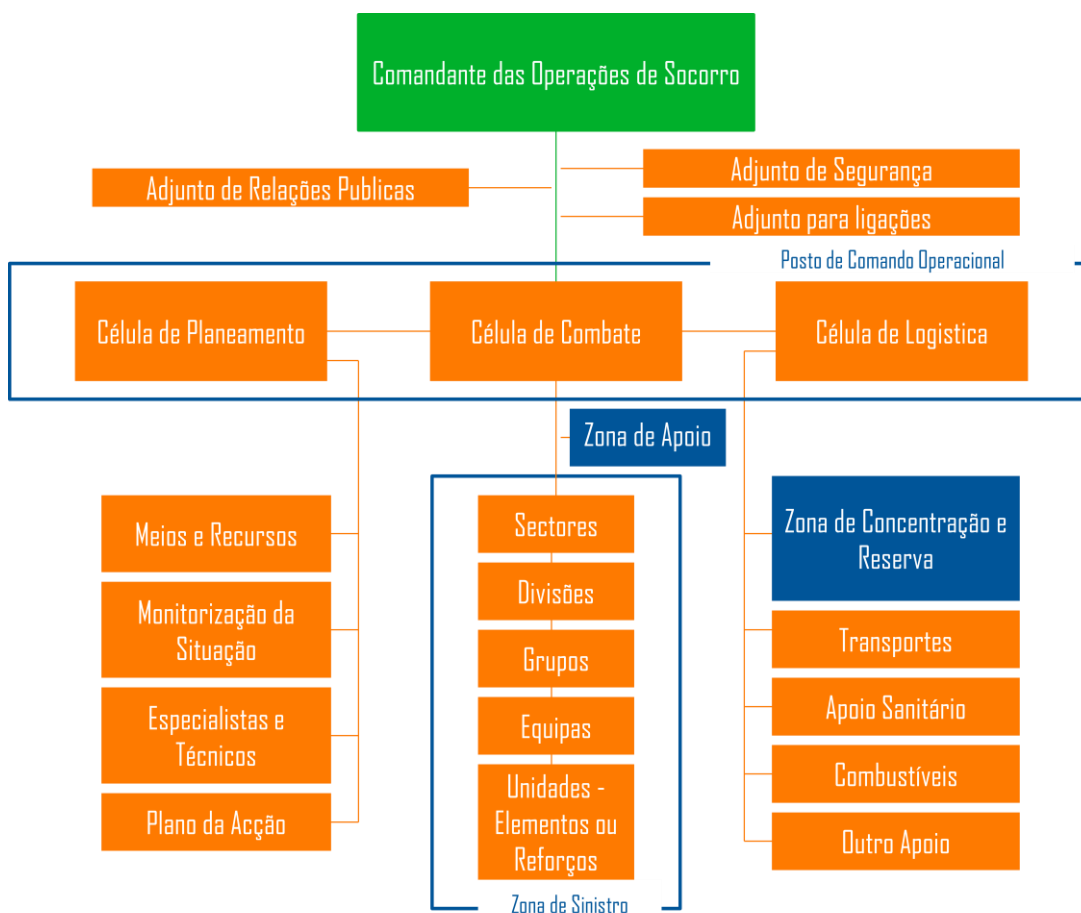 Comandante das Operações de Socorro
Adjunto de Relações Publicas
Adjunto de Segurança
Adjunto para ligações
Posto de Comando Operacional
Célula de Planeamento
Célula de Combate
Célula de Logistica
Zona de Apoio
Meios e Recursos
Monitorização da
Situação
Especialistas e
Técnicos
Plano da Acção
Sectores
Divisões
Grupos
Equipas
Unidades -
Elementos ou
Reforços
Zona de Sinistro
Zona de Concentração e
Reserva
Transportes
Apoio Sanitário
Combustíveis
Outro Apoio